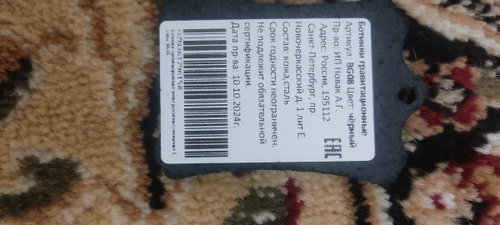 Ботинки гравитационные
Артикул: BG08 Цвет: чёрный
Пр-во: ИП Новак А.Г.
Адрес: Россия, 195112
Санкт-Петербург, пр.
Новочеркасский д. 1 лит Е.
Состав: кожа,сталь
Срок годности неограничен.
Не подлежит обязательной
сертификации.
Дата пр-ва: 10.10.2024г.
EAC